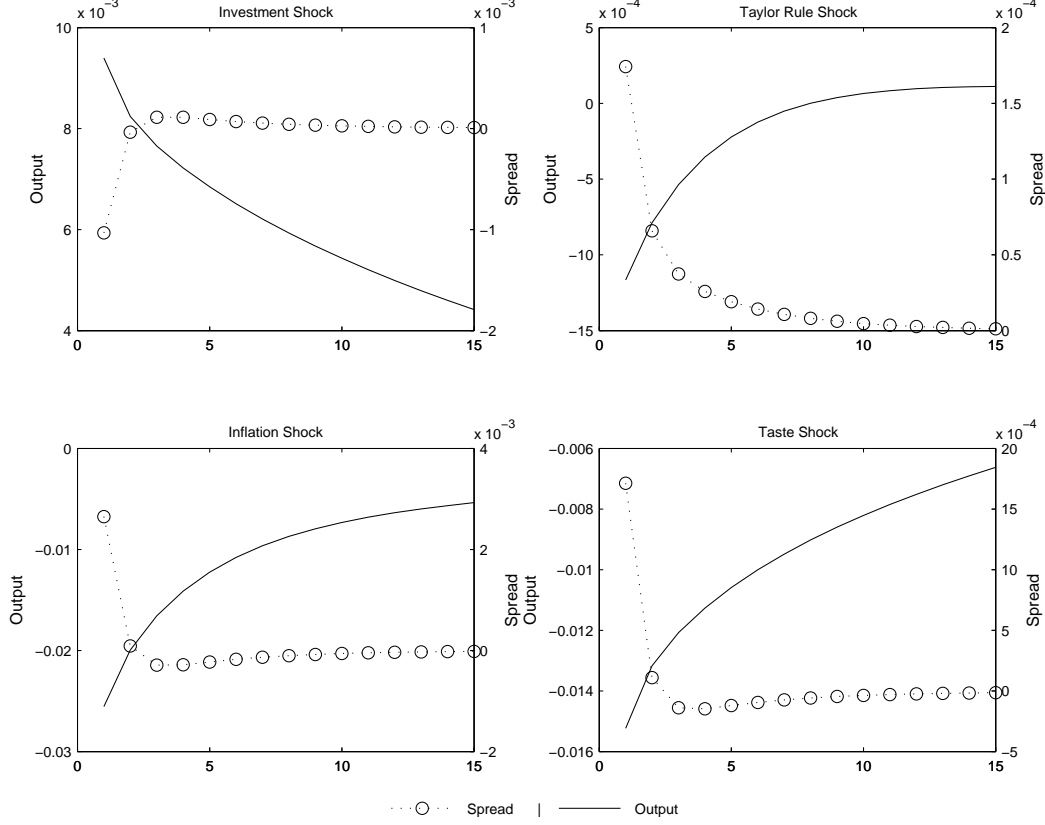 x 10⁻³
Investment Shock
x 10⁻³
10
8
6
4
1
0
−1
−2
Output
Spread
0
5
10
15
x 10⁻⁴
Taylor Rule Shock
x 10⁻⁴
5
0
−5
−10
−15
2
1.5
1
0.5
0
Output
Spread
0
5
10
15
Inflation Shock
x 10⁻³
0
−0.01
−0.02
−0.03
4
2
0
−2
Output
Spread
0
5
10
15
Taste Shock
x 10⁻⁴
−0.006
−0.008
−0.01
−0.012
−0.014
−0.016
20
15
10
5
0
−5
Output
Spread
0
5
10
15
Spread | Output